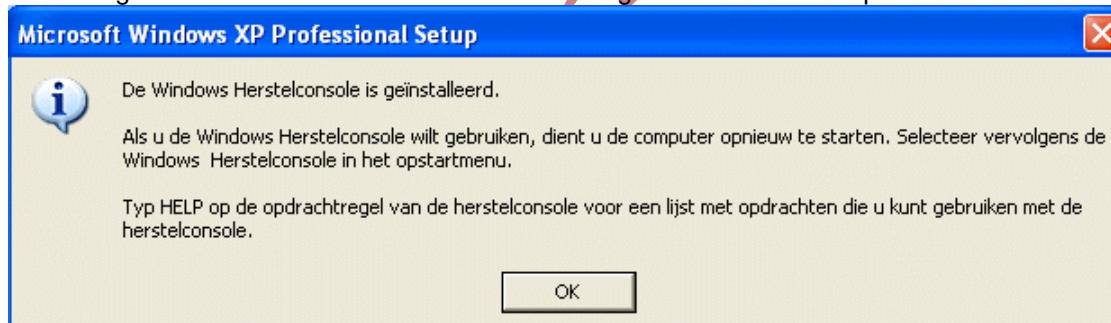 Microsoft Windows XP Professional Setup
De Windows Herstelconsole is geïnstalleerd.
Als u de Windows Herstelconsole wilt gebruiken, dient u de computer opnieuw te starten. Selecteer vervolgens de
Windows Herstelconsole in het opstartmenu.
Typ HELP op de opdrachtregel van de herstelconsole voor een lijst met opdrachten die u kunt gebruiken met de
herstelconsole.
OK